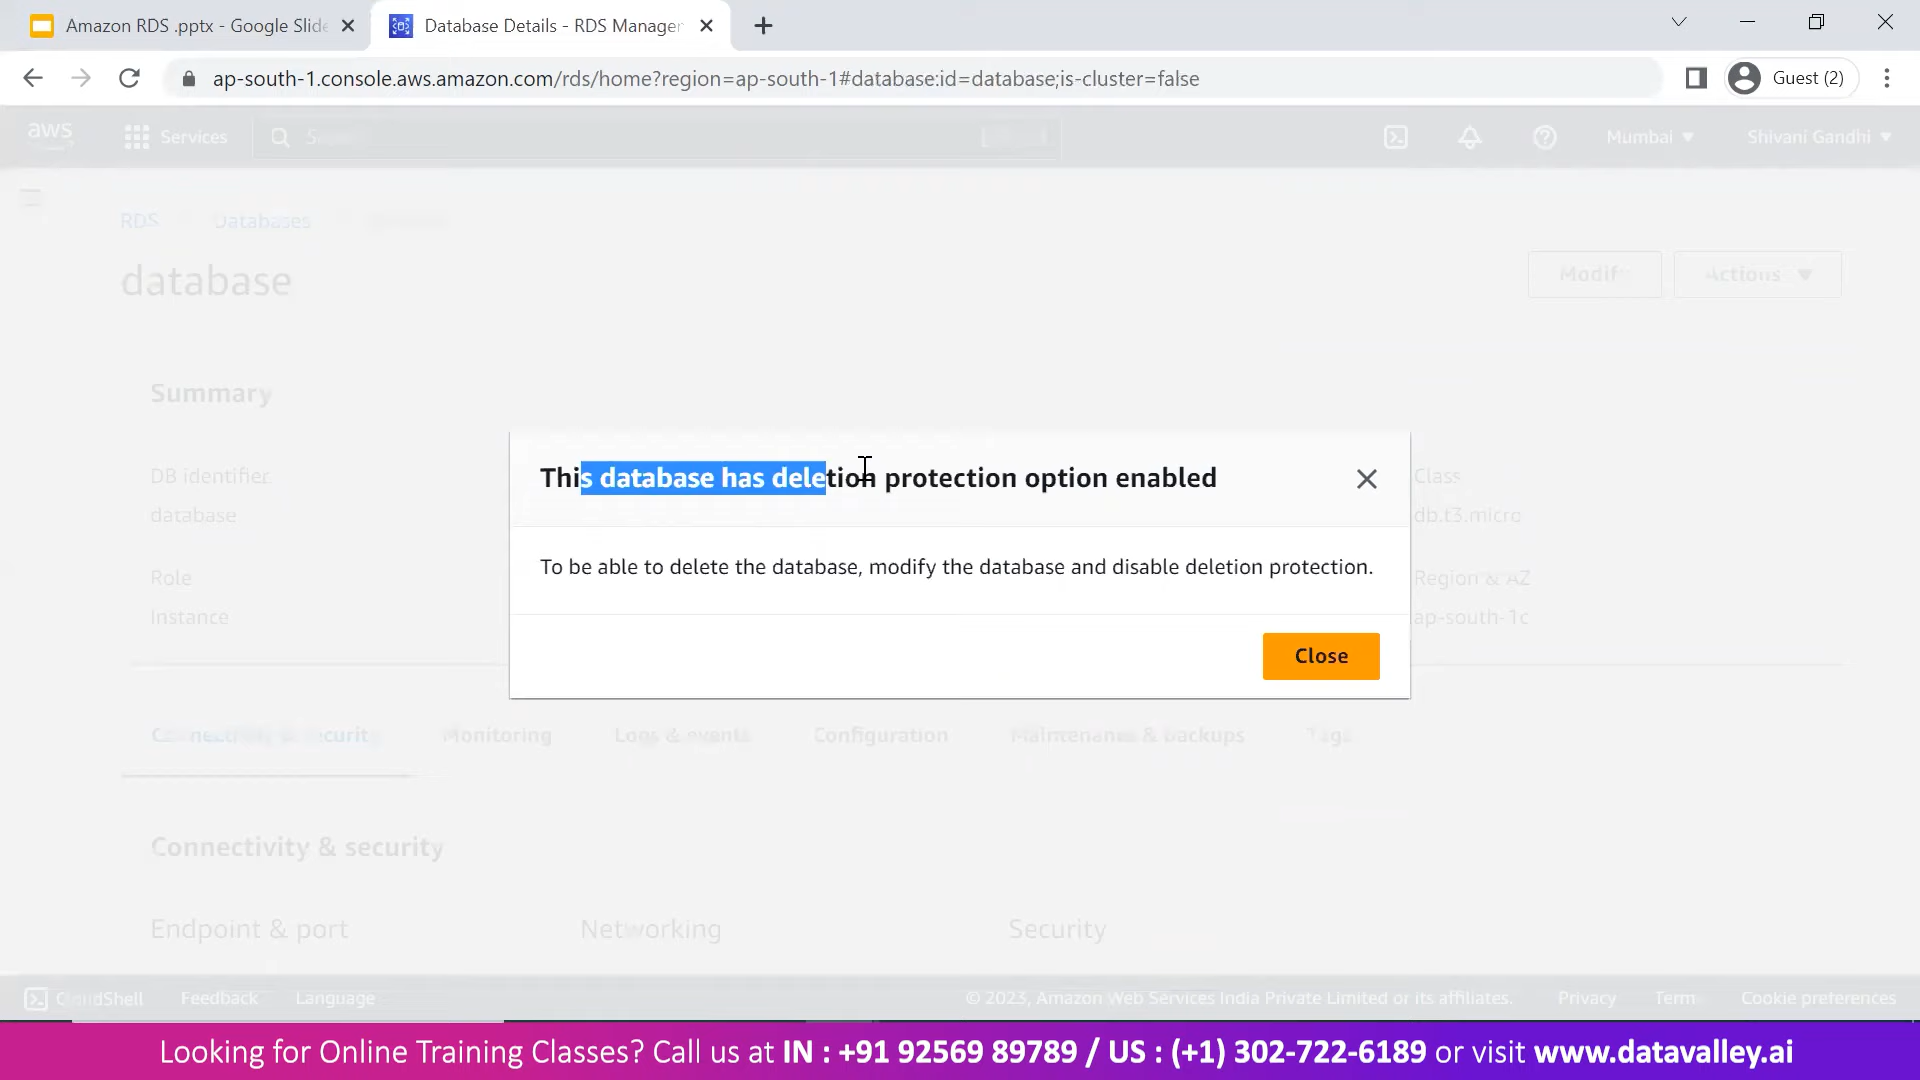 Amazon RDS .pptx - Google Slide
Database Details - RDS Manager
ap-south-1.console.aws.amazon.com/rds/home?region=ap-south-1#database:id=database;is-cluster=false
Guest (2)
aws
Services
Mumbai
Shivani Gandhi
RDS
Databases
database
Modify
Actions
Summary
DB identifier
database
Role
Instance
Class
db.t3.micro
Region & AZ
ap-south-1c
This database has deletion protection option enabled
To be able to delete the database, modify the database and disable deletion protection.
Close
Connectivity & security
Monitoring
Logs & events
Configuration
Maintenance & backups
Tags
Connectivity & security
Endpoint & port
Networking
Security
CloudShell
Feedback
Language
© 2023, Amazon Web Services India Private Limited or its affiliates.
Privacy
Terms
Cookie preferences
Looking for Online Training Classes? Call us at IN : +91 92569 89789 / US : (+1) 302-722-6189 or visit www.datavalley.ai